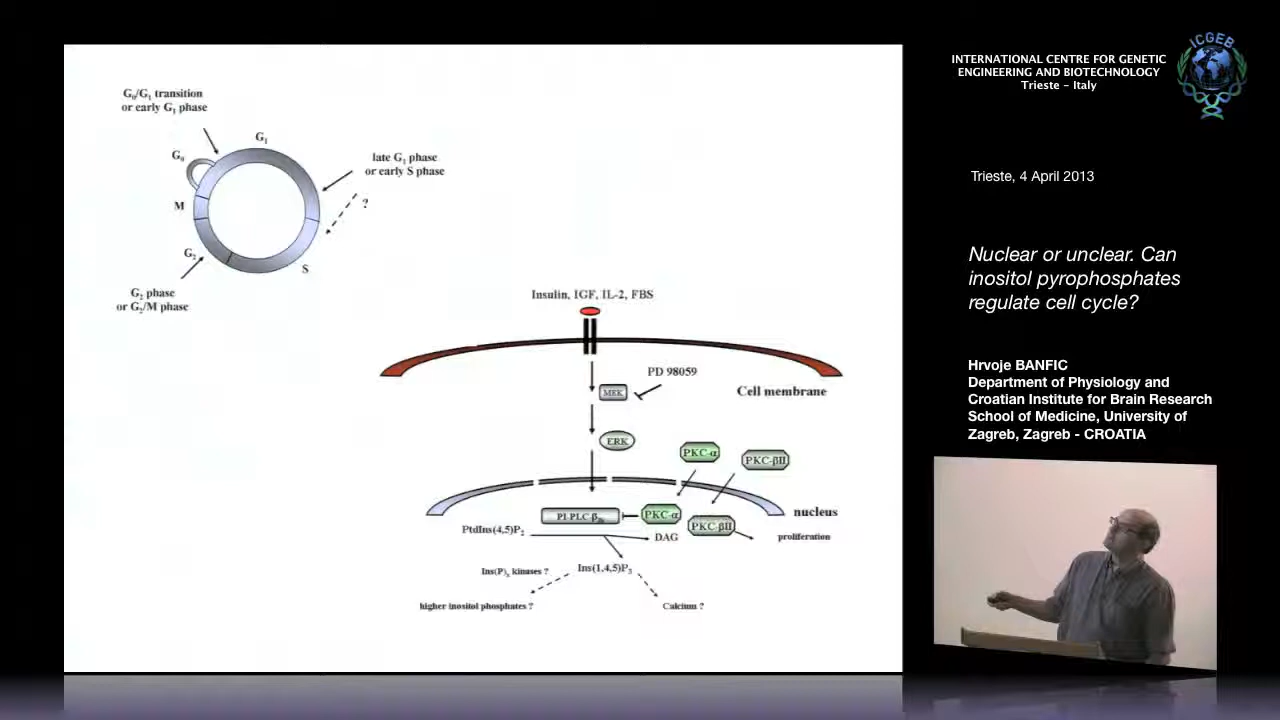 G₀/G₁ transition
or early G₁ phase
G₁
G₀
late G₁ phase
or early S phase
?
M
G₂
S
G₂ phase
or G₂/M phase
Insulin, IGF, IL-2, FBS
PD 98059
MEK
Cell membrane
ERK
PKC-α
PKC-βII
PI-PLC β₁ᵦ
PKC-α
nucleus
PKC-βII
PtdIns(4,5)P₂
DAG
proliferation
Ins(P)ₓ kinases ?
Ins(1,4,5)P₃
higher inositol phosphates ?
Calcium ?
INTERNATIONAL CENTRE FOR GENETIC
ENGINEERING AND BIOTECHNOLOGY
Trieste - Italy
ICGEB
Trieste, 4 April 2013
Nuclear or unclear. Can
inositol pyrophosphates
regulate cell cycle?
Hrvoje BANFIC
Department of Physiology and
Croatian Institute for Brain Research
School of Medicine, University of
Zagreb, Zagreb - CROATIA